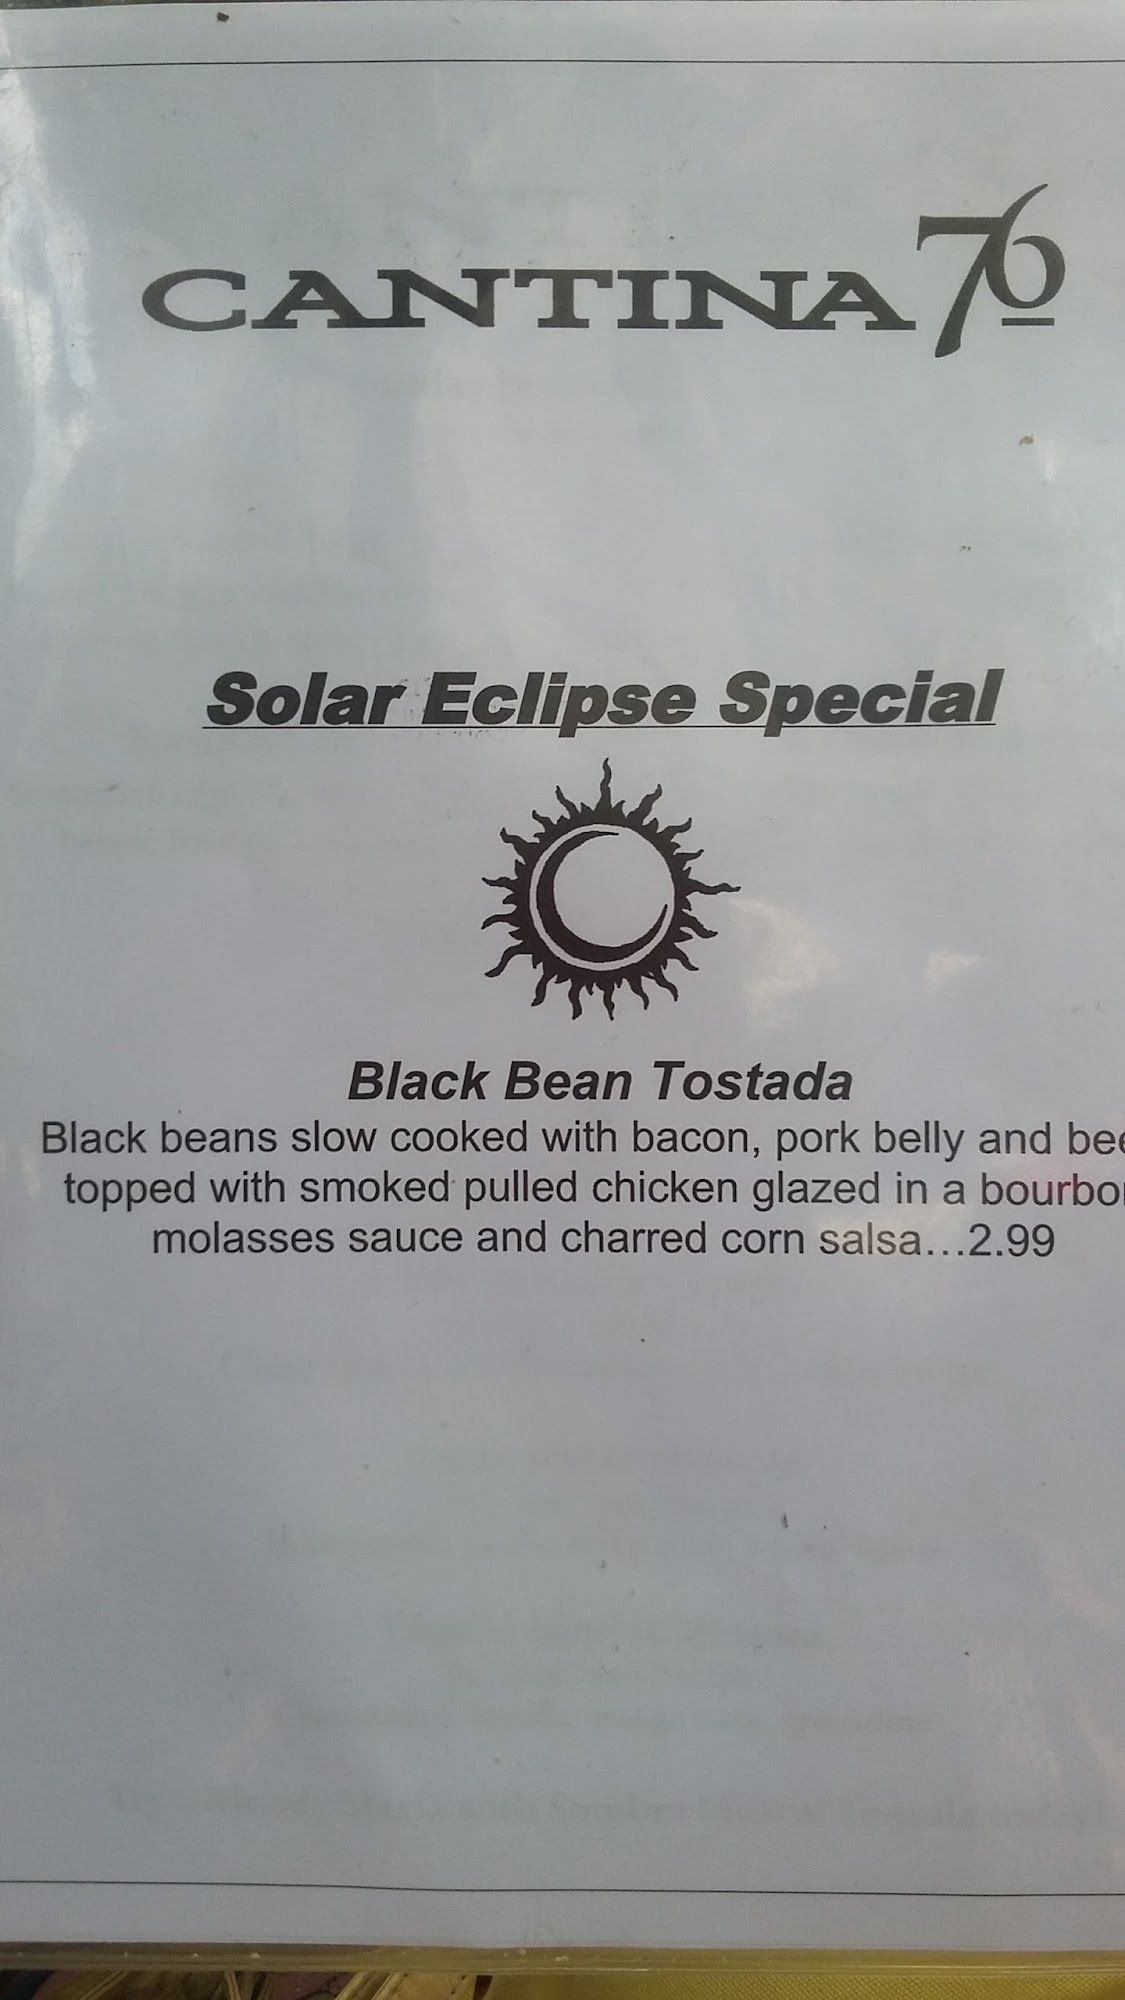 CANTINA 76
Solar Eclipse Special
Black Bean Tostada
Black beans slow cooked with bacon, pork belly and
topped with smoked pulled chicken glazed in a
molasses sauce and charred corn salsa...2.99